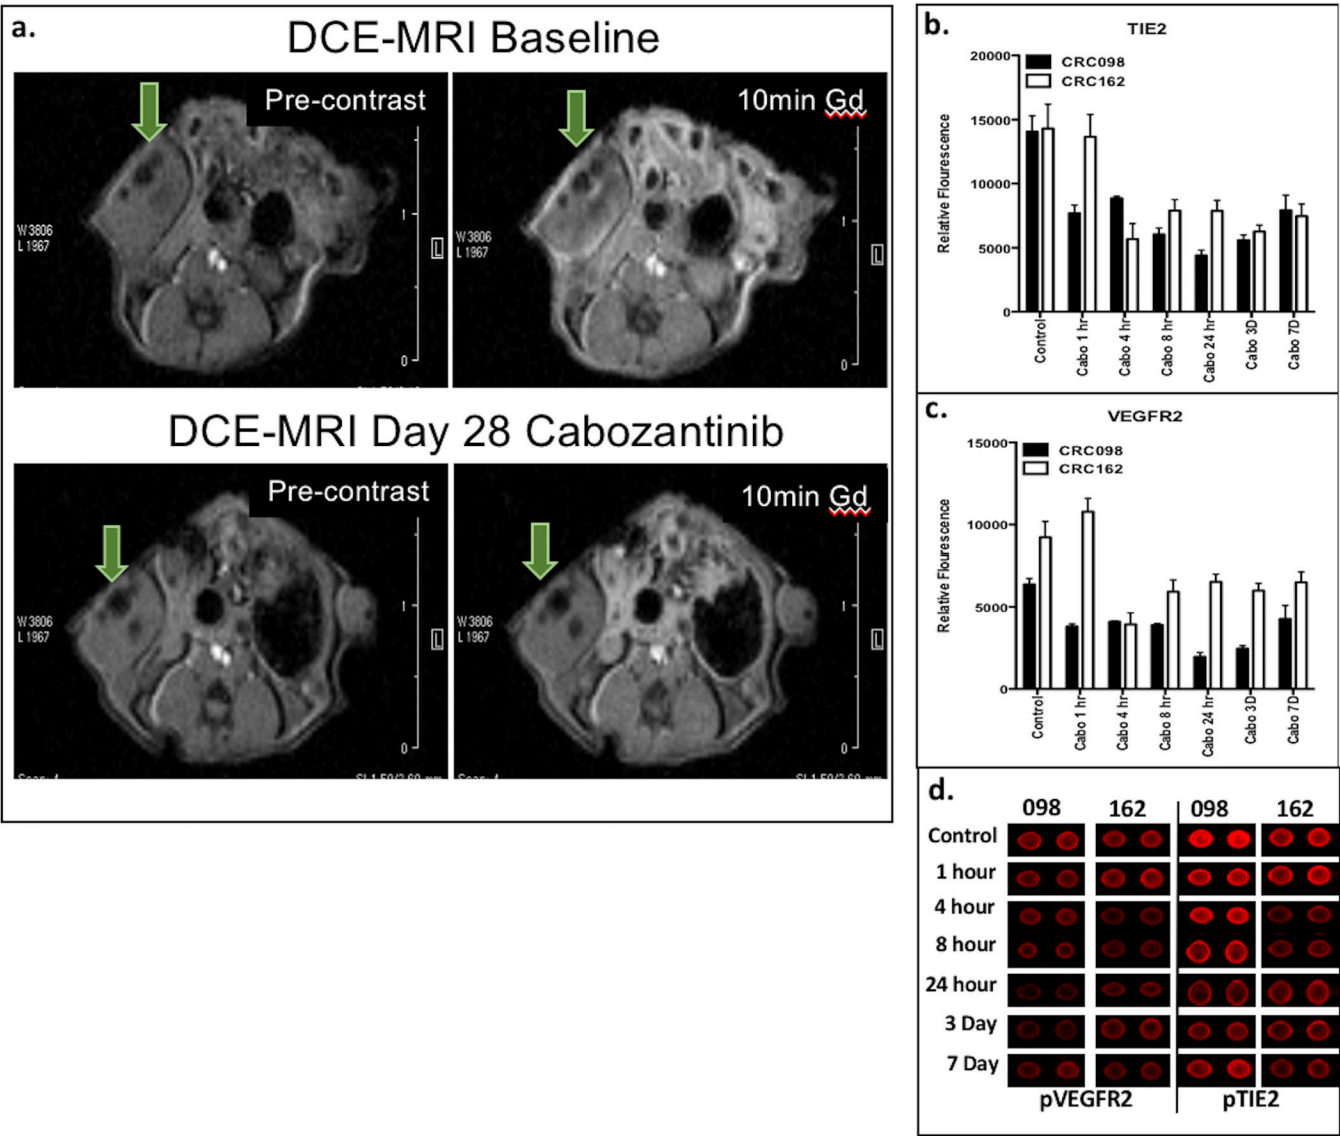 a.
DCE-MRI Baseline
Pre-contrast
10min Gd
W 3806
L 1967
1
L
0
W 3806
L 1967
1
L
0
DCE-MRI Day 28 Cabozantinib
Pre-contrast
10min Gd
W 3806
L 1967
1
L
0
W 3806
L 1967
1
L
0
b.
TIE2
CRC098
CRC162
Relative Flourescence
20000
15000
10000
5000
0
Control
Cabo 1 hr
Cabo 4 hr
Cabo 8 hr
Cabo 24 hr
Cabo 3D
Cabo 7D
c.
VEGFR2
CRC098
CRC162
Relative Flourescence
15000
10000
5000
0
Control
Cabo 1 hr
Cabo 4 hr
Cabo 8 hr
Cabo 24 hr
Cabo 3D
Cabo 7D
d.
098 162 098 162
Control
1 hour
4 hour
8 hour
24 hour
3 Day
7 Day
pVEGFR2 pTIE2